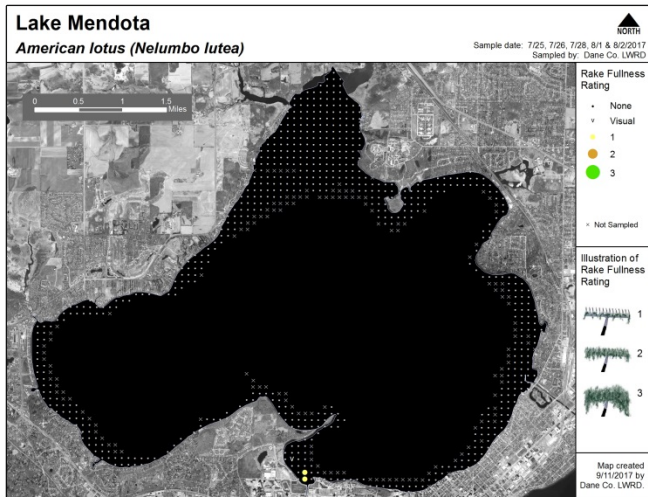 Lake Mendota
American lotus (Nelumbo lutea)
NORTH
Sample date: 7/25, 7/26, 7/28, 8/1 & 8/2/2017
Sampled by: Dane Co. LWRD
0 0.5 1 1.5
Miles
Rake Fullness
Rating
None
Visual
1
2
3
Not Sampled
Illustration of
Rake Fullness
Rating
1
2
3
Map created
9/11/2017 by
Dane Co. LWRD.